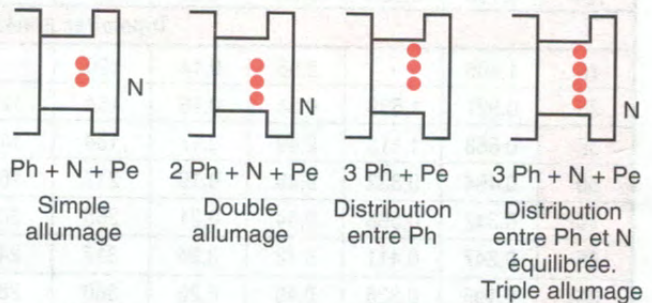 N
N
N
Ph + N + Pe
2 Ph + N + Pe
3 Ph + Pe
3 Ph + N + Pe
Simple
allumage
Double
allumage
Distribution
entre Ph
Distribution
entre Ph et N
équilibrée.
Triple allumage